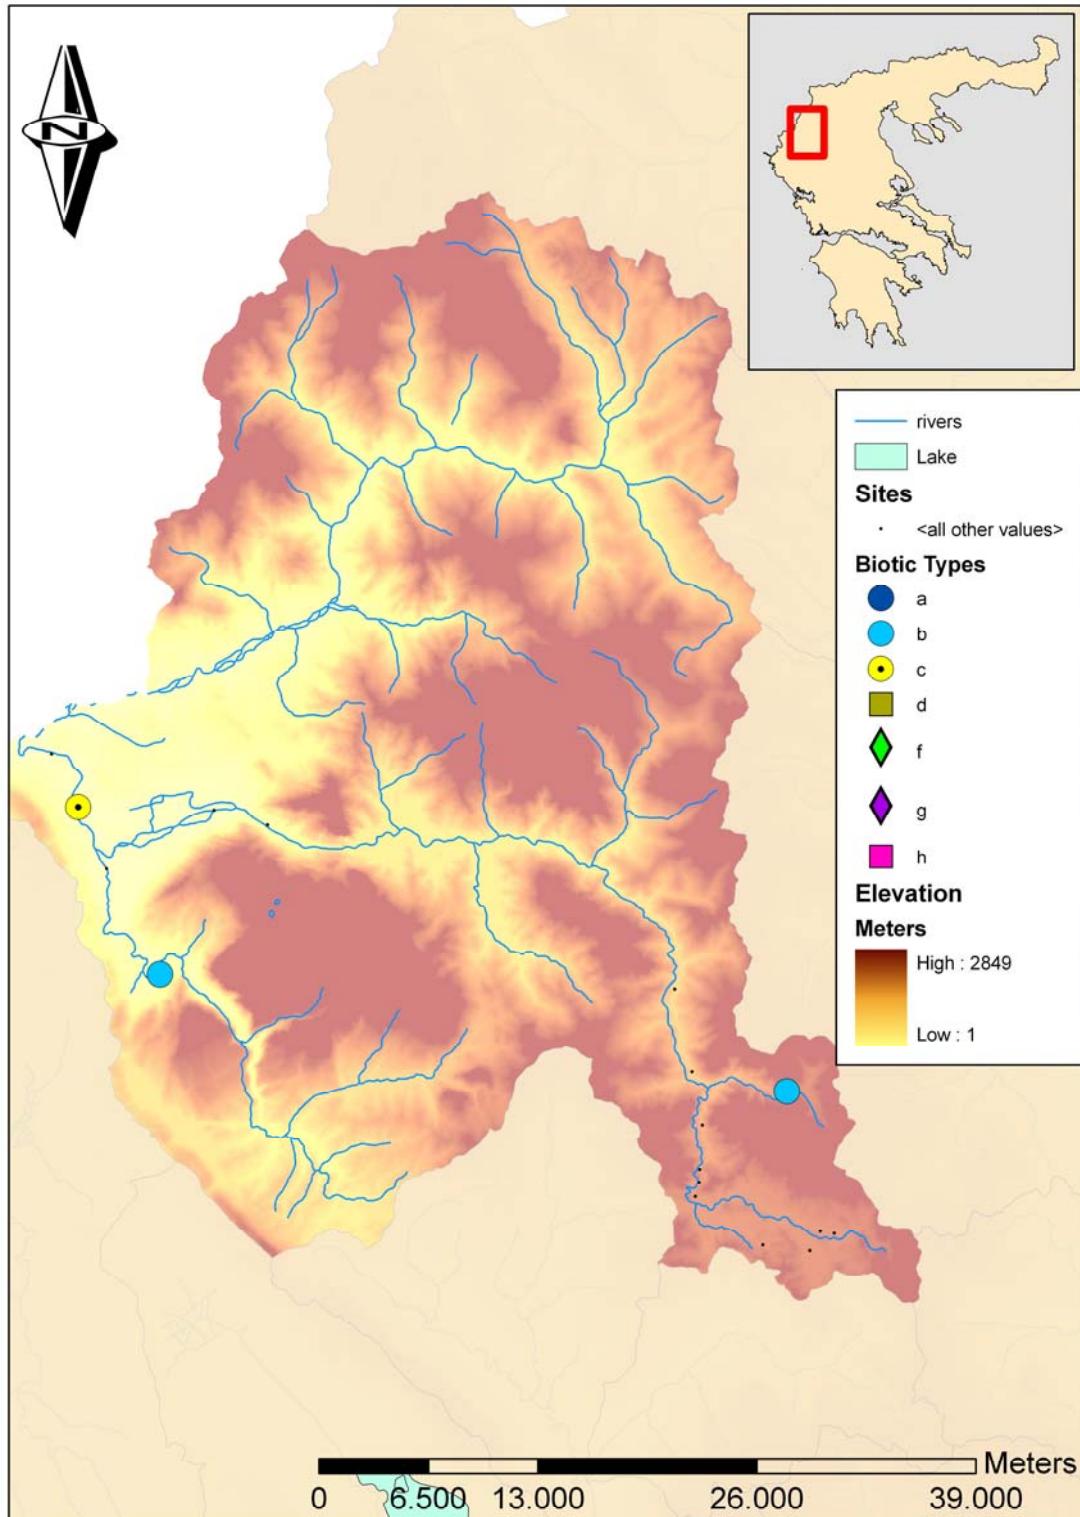 N
rivers
Lake
Sites
<all other values>
Biotic Types
a
b
c
d
f
g
h
Elevation
Meters
High : 2849
Low : 1
Meters
0 6.500 13.000 26.000 39.000